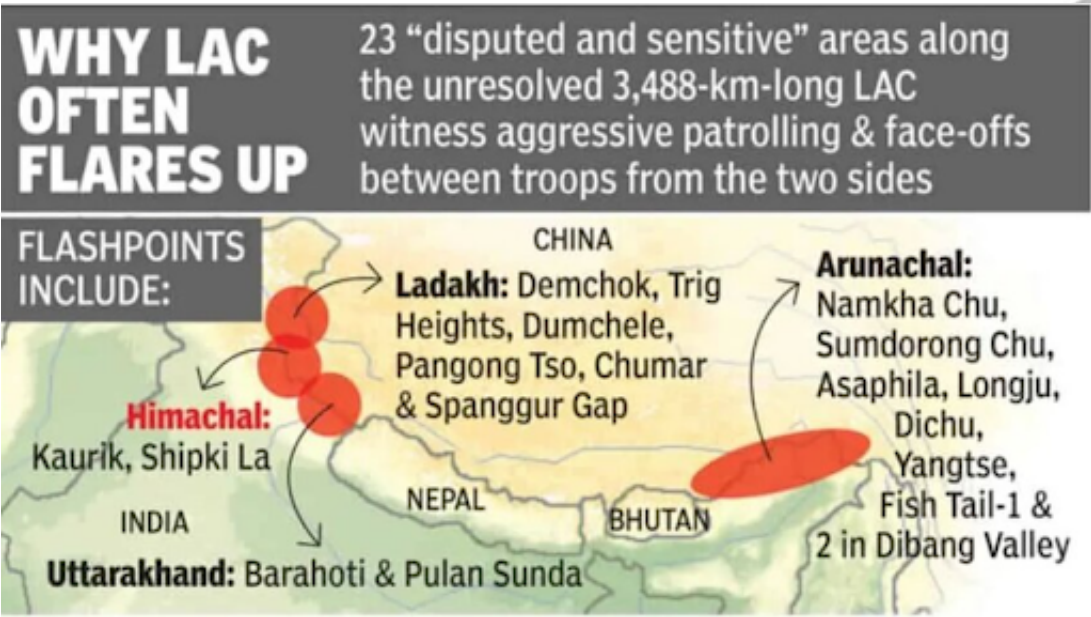 WHY LAC
OFTEN
FLARES UP
23 “disputed and sensitive” areas along
the unresolved 3,488-km-long LAC
witness aggressive patrolling & face-offs
between troops from the two sides
FLASHPOINTS
INCLUDE:
CHINA
Ladakh: Demchok, Trig
Heights, Dumchele,
Pangong Tso, Chumar
& Spanggur Gap
Arunachal:
Namkha Chu,
Sumdorong Chu,
Asaphila, Longju,
Dichu,
Yangtse,
Fish Tail-1 &
2 in Dibang Valley
Himachal:
Kaurik, Shipki La
NEPAL
BHUTAN
INDIA
Uttarakhand: Barahoti & Pulan Sunda